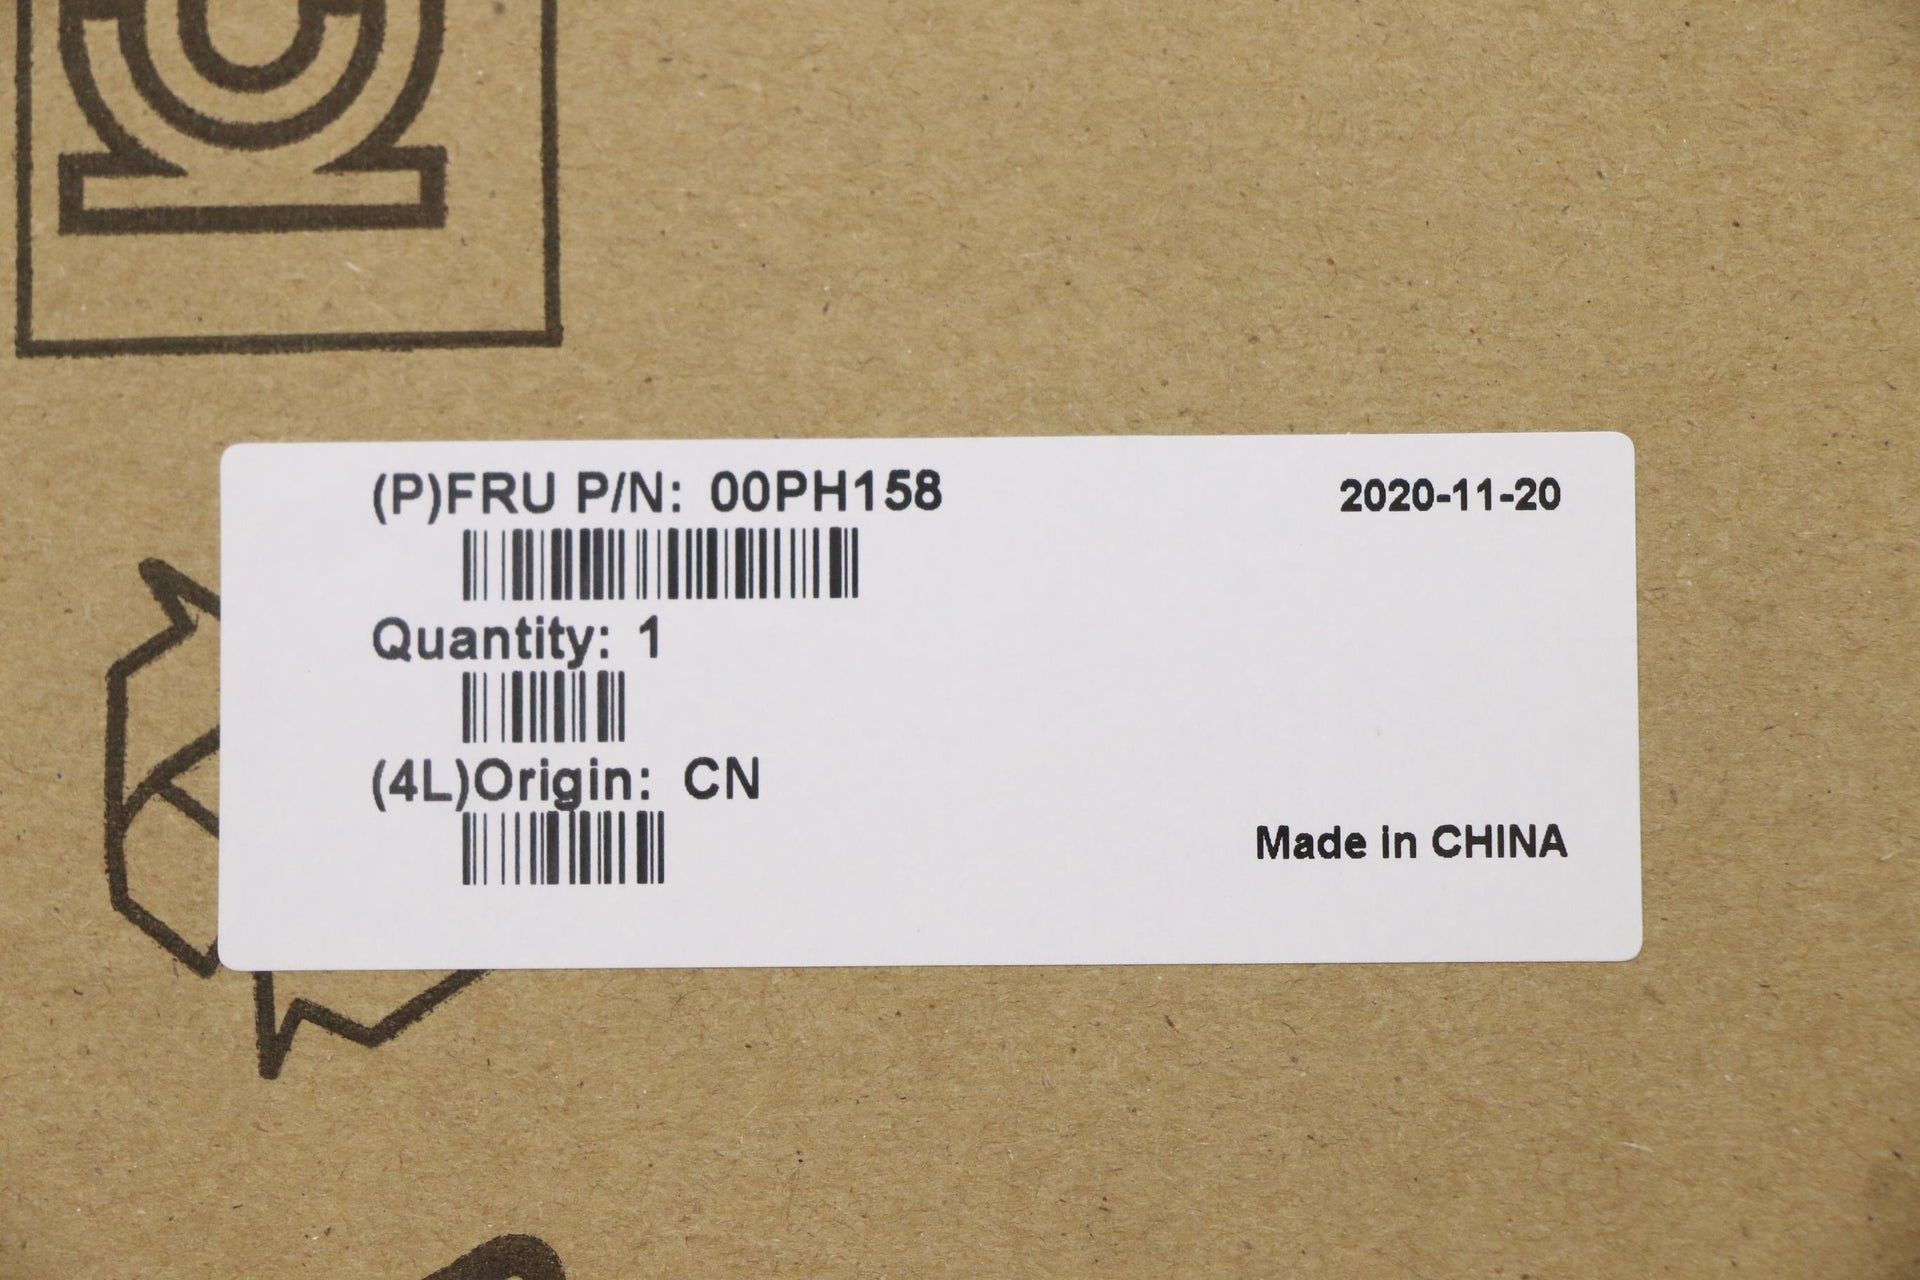 (P)FRU P/N: 00PH158
2020-11-20
Quantity: 1
(4L)Origin: CN
Made in CHINA